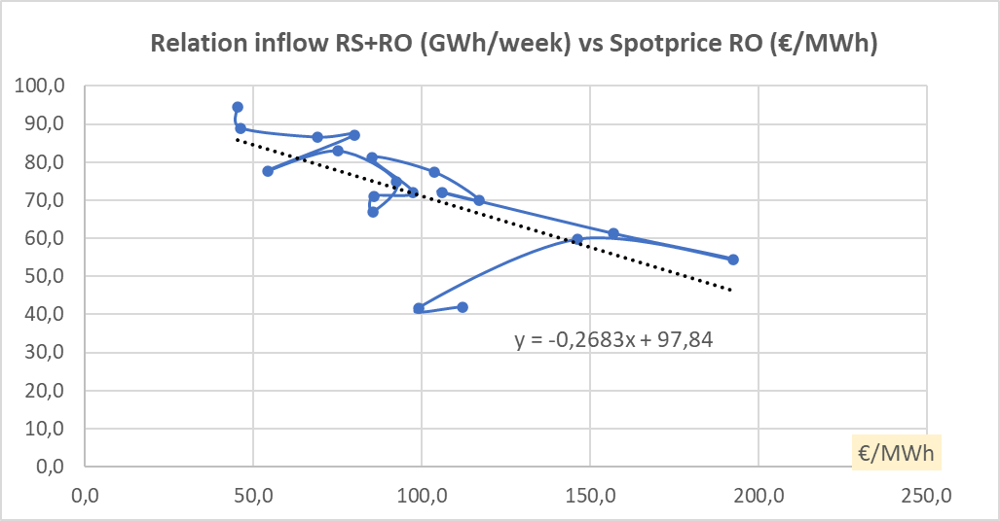 Relation inflow RS+RO (GWh/week) vs Spotprice RO (€/MWh)
100,0
90,0
80,0
70,0
60,0
50,0
40,0
30,0
20,0
10,0
0,0
y = -0,2683x + 97,84
€/MWh
0,0 50,0 100,0 150,0 200,0 250,0